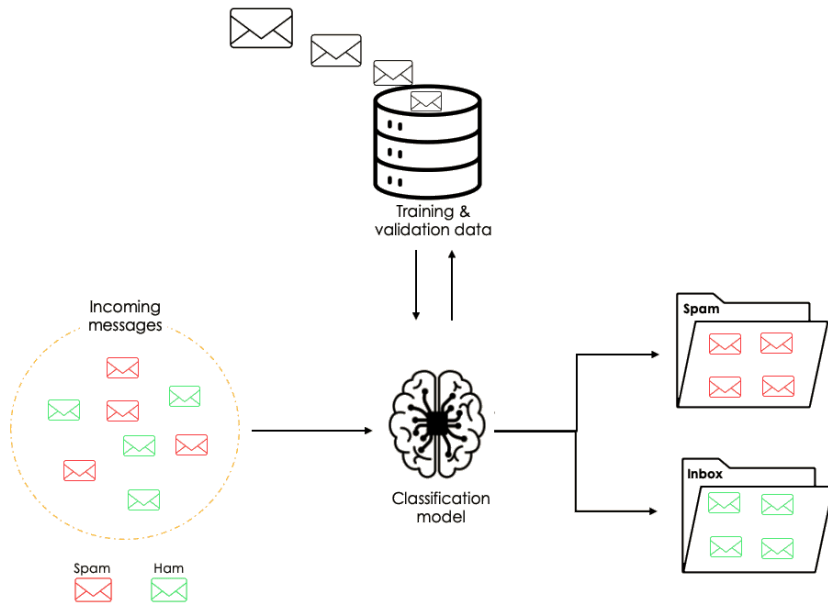 Training &
validation data
Incoming
messages
Spam
Classification
model
Inbox
Spam
Ham